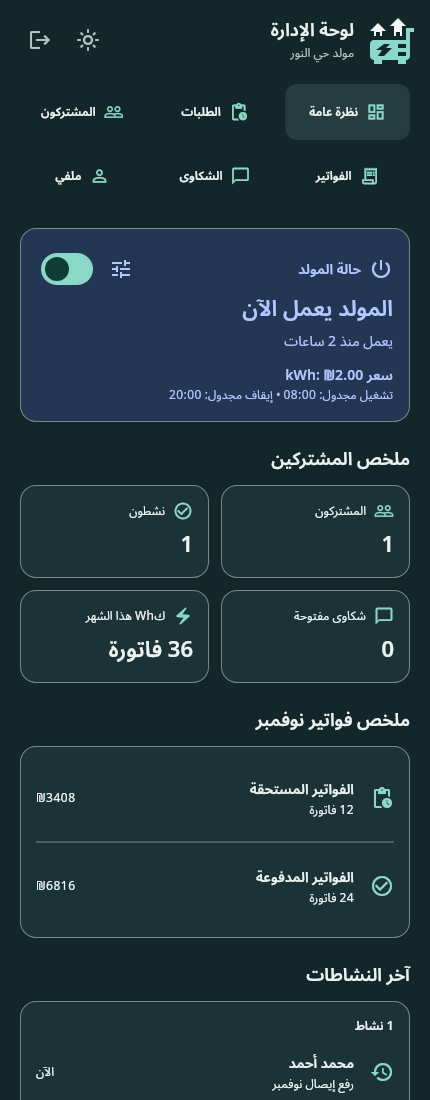 لوحة الإدارة
مولد حي النور
نظرة عامة
الطلبات
المشتركون
الفواتير
الشكاوى
ملفي
حالة المولد
المولد يعمل الآن
يعمل منذ 2 ساعات
سعر kWh: ₪2.00
تشغيل مجدول: 08:00 • إيقاف مجدول: 20:00
ملخص المشتركين
المشتركون
1
نشطون
1
شكاوى مفتوحة
0
كWh هذا الشهر
36 فاتورة
ملخص فواتير نوفمبر
الفواتير المستحقة
12 فاتورة
₪3408
الفواتير المدفوعة
24 فاتورة
₪6816
آخر النشاطات
1 نشاط
محمد أحمد
رفع إيصال نوفمبر
الآن